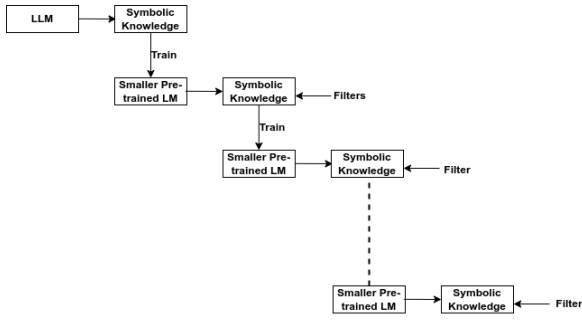 LLM
Symbolic
Knowledge
Train
Smaller Pre-
trained LM
Symbolic
Knowledge
Filters
Train
Smaller Pre-
trained LM
Symbolic
Knowledge
Filter
Smaller Pre-
trained LM
Symbolic
Knowledge
Filter